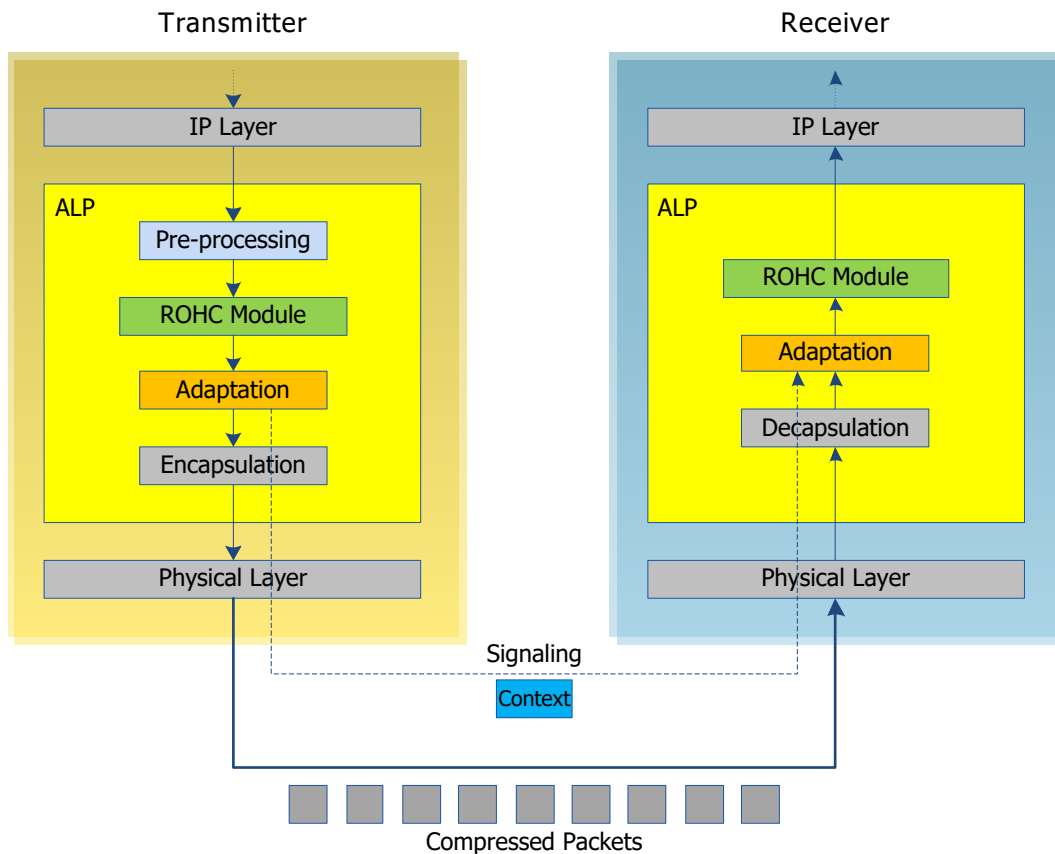 Transmitter
IP Layer
ALP
Pre-processing
ROHC Module
Adaptation
Encapsulation
Physical Layer
Receiver
IP Layer
ALP
ROHC Module
Adaptation
Decapsulation
Physical Layer
Signaling
Context
Compressed Packets